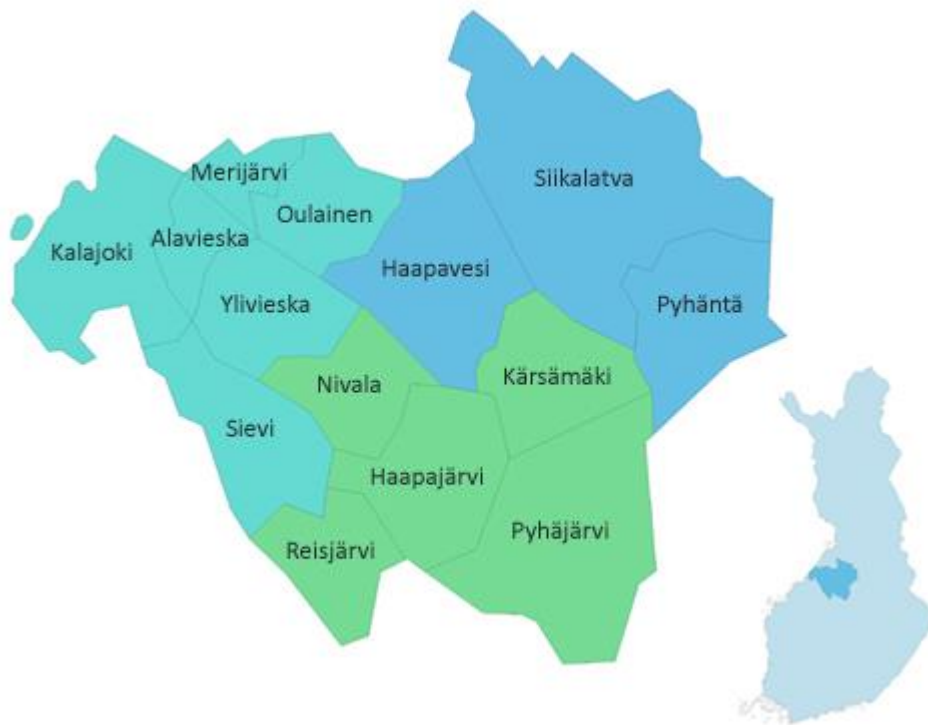 Merijärvi
Siikalatva
Oulainen
Alavieska
Kalajoki
Haapavesi
Ylivieska
Pyhäntä
Kärsämäki
Nivala
Sievi
Haapajärvi
Pyhäjärvi
Reisjärvi